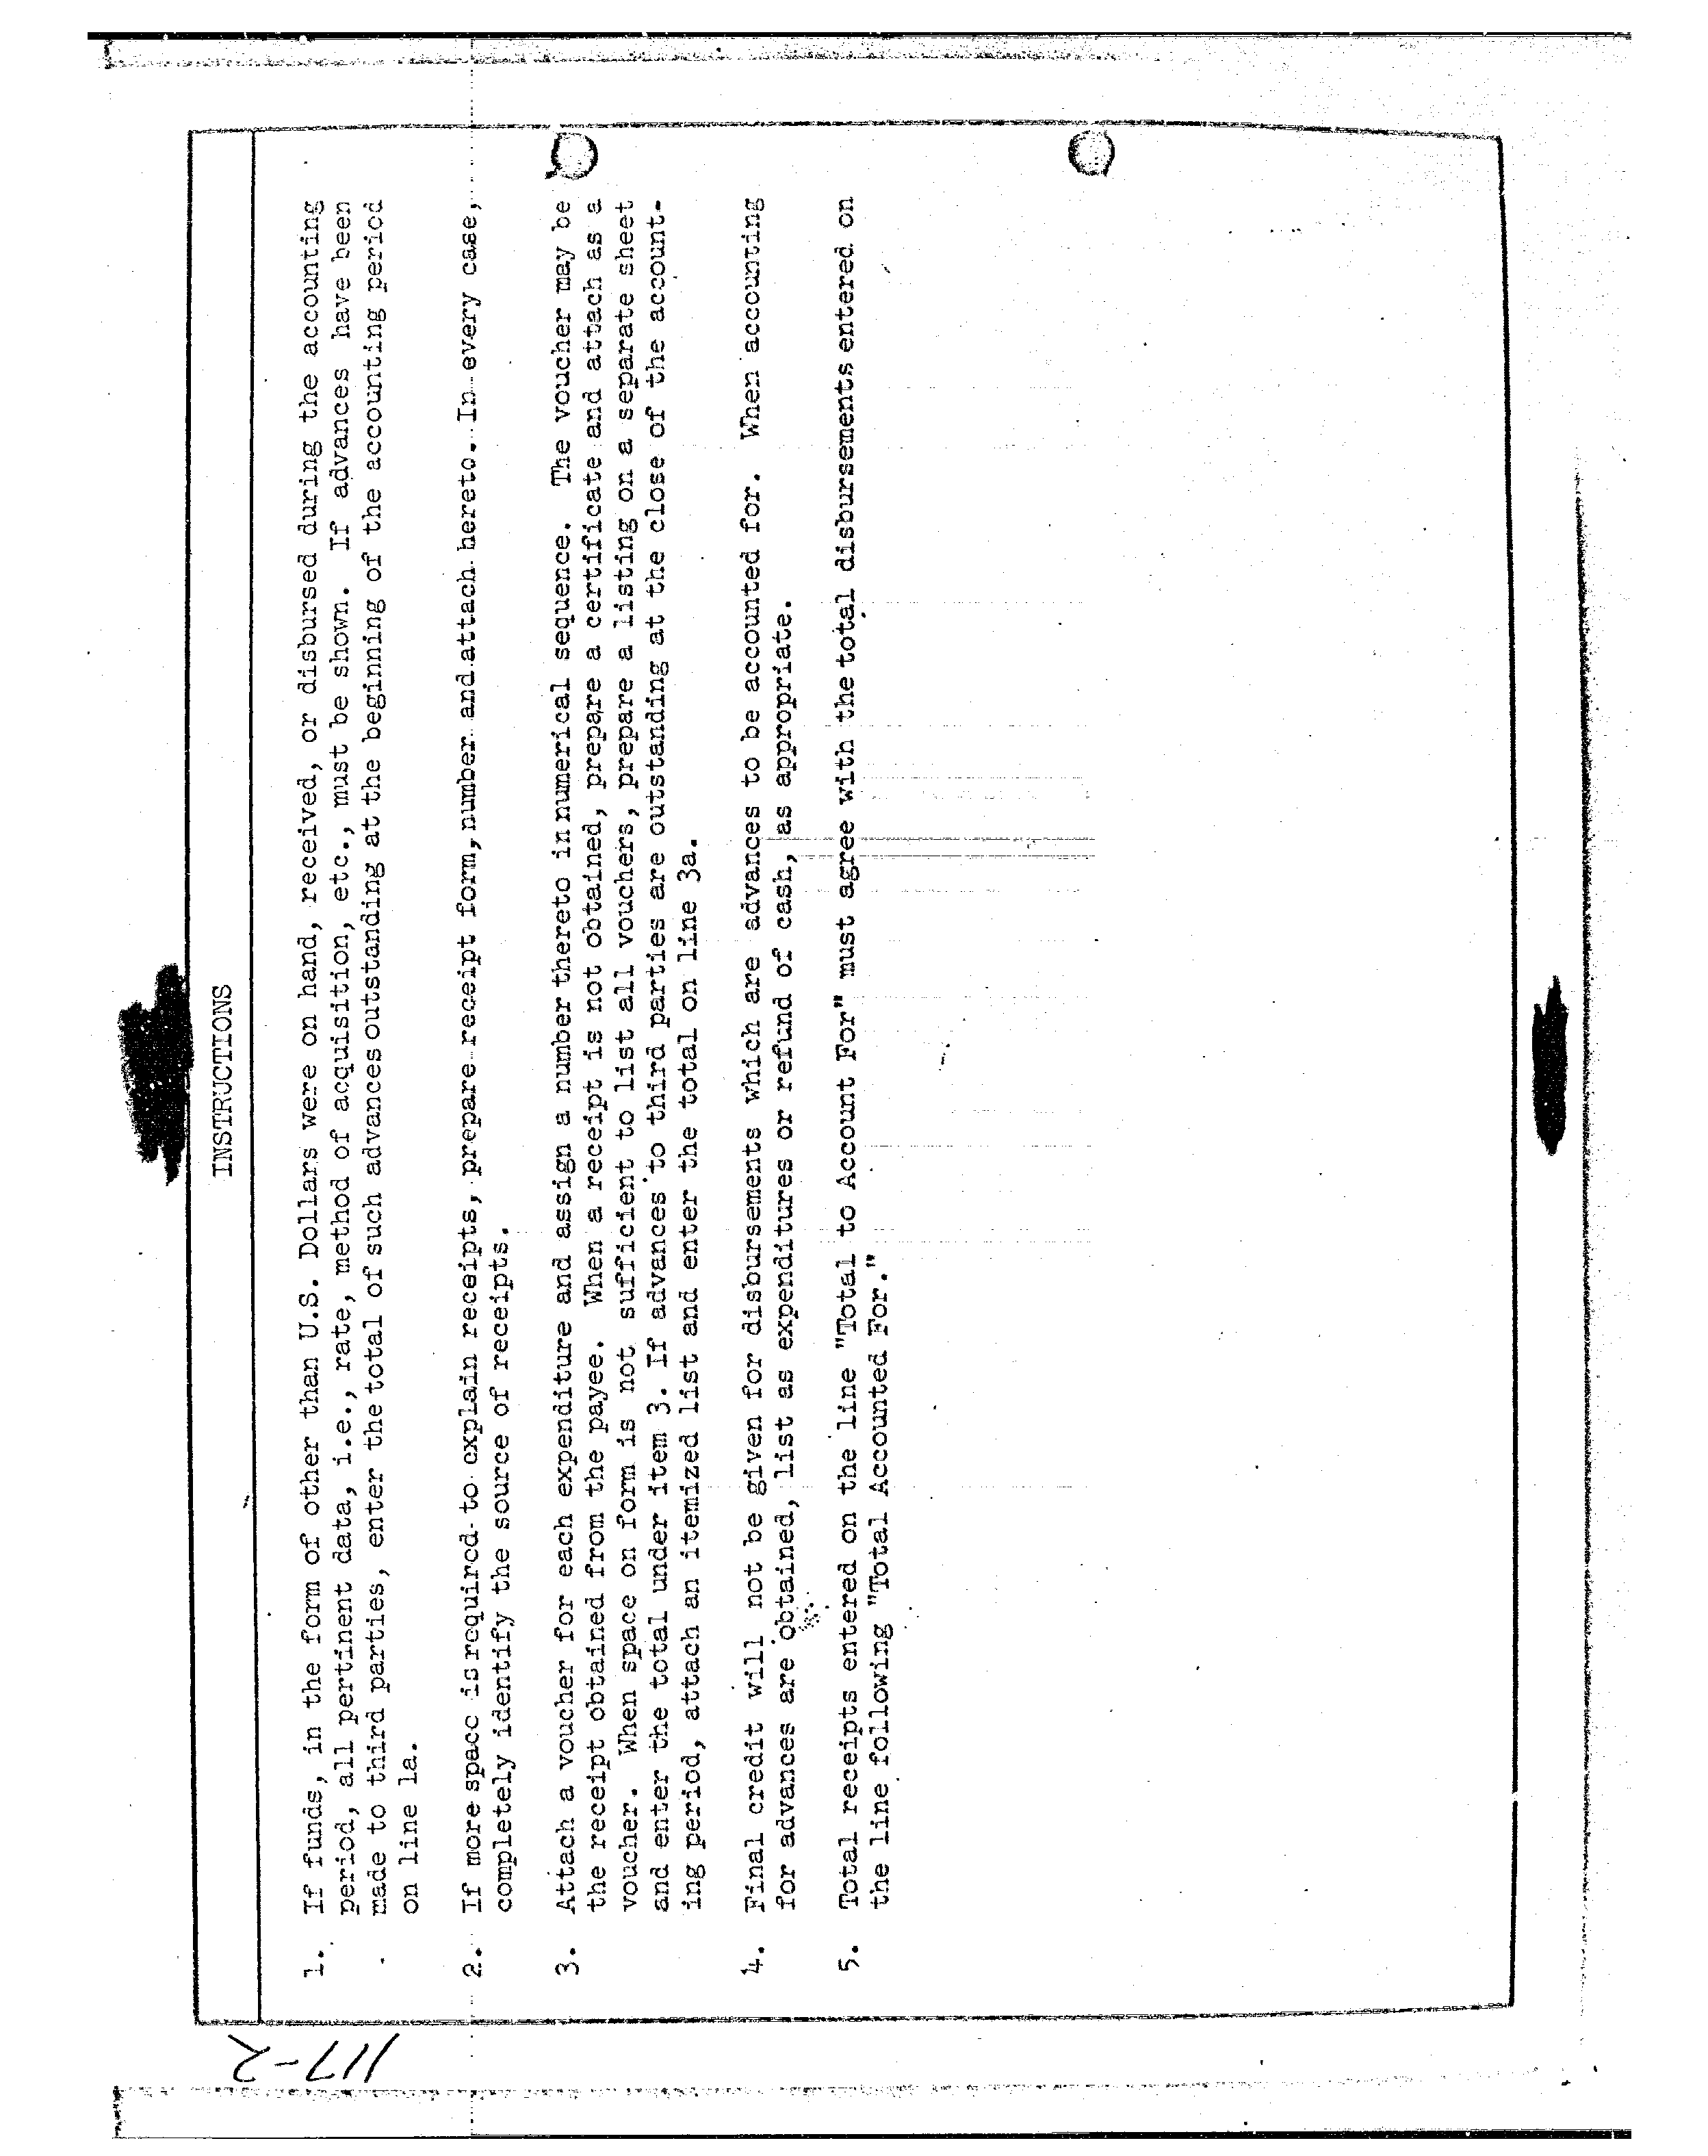 INSTRUCTIONS
1. If funds, in the form of other than U.S. Dollars were on hand, received, or disbursed during the accounting
period, all pertinent data, i.e., rate, method of acquisition, etc., must be shown. If advances have been
made to third parties, enter the total of such advances outstanding at the beginning of the accounting period
on line 1a.
2. If more space is required to explain receipts, prepare receipt form, number and attach hereto. In every case,
completely identify the source of receipts.
3. Attach a voucher for each expenditure and assign a number thereto in numerical sequence. The voucher may be
the receipt obtained from the payee. When a receipt is not obtained, prepare a certificate and attach as a
voucher. When space on form is not sufficient to list all vouchers, prepare a listing on a separate sheet
and enter the total under item 3. If advances to third parties are outstanding at the close of the account-
ing period, attach an itemized list and enter the total on line 3a.
4. Final credit will not be given for disbursements which are advances to be accounted for. When accounting
for advances are obtained, list as expenditures or refund of cash, as appropriate.
5. Total receipts entered on the line "Total to Account For" must agree with the total disbursements entered on
the line following "Total Accounted For."
117-2